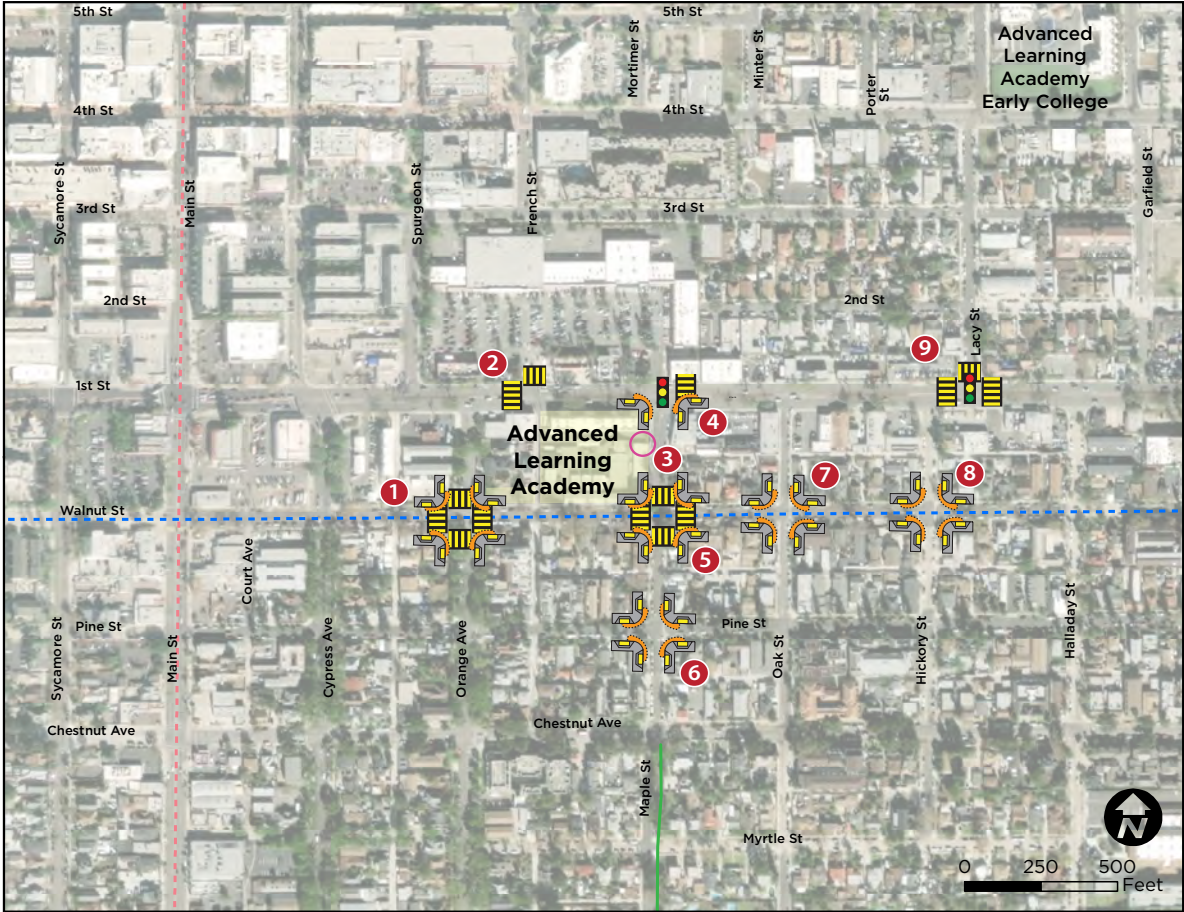 5th St
5th St
Mortimer St
Minter St
Advanced
Learning
Academy
Early College
Porter
St
4th St
4th St
Sycamore St
Main St
Spurgeon St
French St
Garfield St
3rd St
3rd St
2nd St
2nd St
Lacy St
9
2
1st St
4
Advanced
Learning
Academy
3
7
8
1
Walnut St
5
Court Ave
Pine St
Sycamore St
Main St
Cypress Ave
Orange Ave
Pine St
Oak St
Hickory St
Halladay St
6
Chestnut Ave
Chestnut Ave
Maple St
Myrtle St
N
0 250 500
Feet